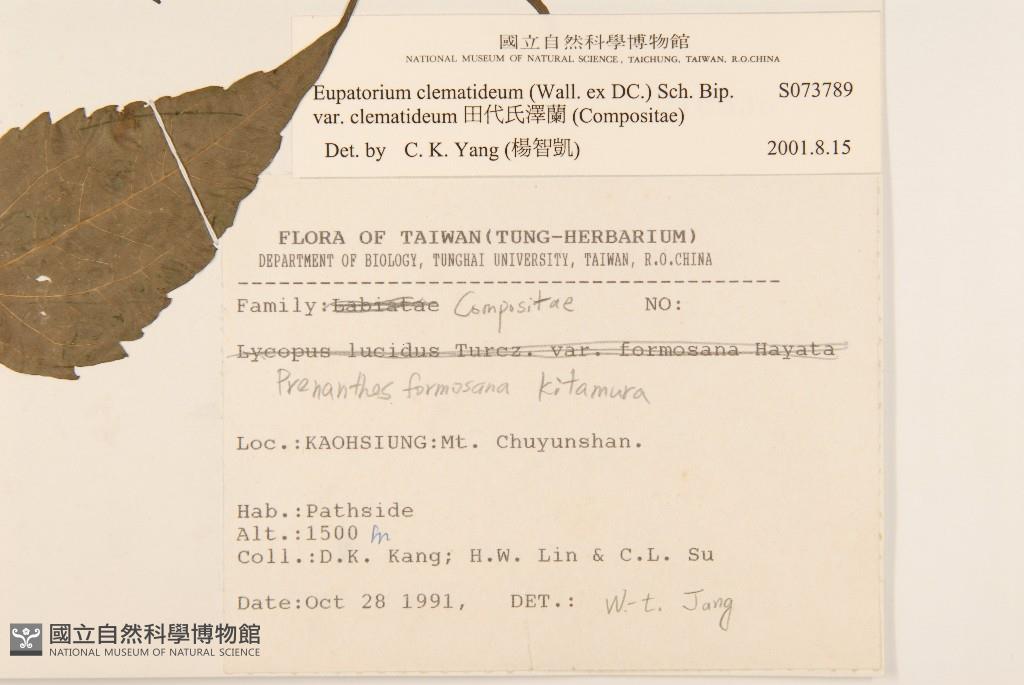 國立自然科學博物館
NATIONAL MUSEUM OF NATURAL SCIENCE, TAICHUNG, TAIWAN, R.O.CHINA
Eupatorium clematideum (Wall. ex DC.) Sch. Bip. S073789
var. clematideum 田代氏澤蘭 (Compositae)
Det. by C. K. Yang (楊智凱) 2001.8.15
FLORA OF TAIWAN(TUNG-HERBARIUM)
DEPARTMENT OF BIOLOGY, TUNGHAI UNIVERSITY, TAIWAN, R.O.CHINA
Family:Labiatae Compositae NO:
Lycopus lucidus Turcz. var. formosana Hayata
Prenanthes formosana Kitamura
Loc.:KAOHSIUNG:Mt. Chuyunshan.
Hab.:Pathside
Alt.:1500 m
Coll.:D.K. Kang; H.W. Lin & C.L. Su
Date:Oct 28 1991, DET.: W-t. Jang
國立自然科學博物館
NATIONAL MUSEUM OF NATURAL SCIENCE